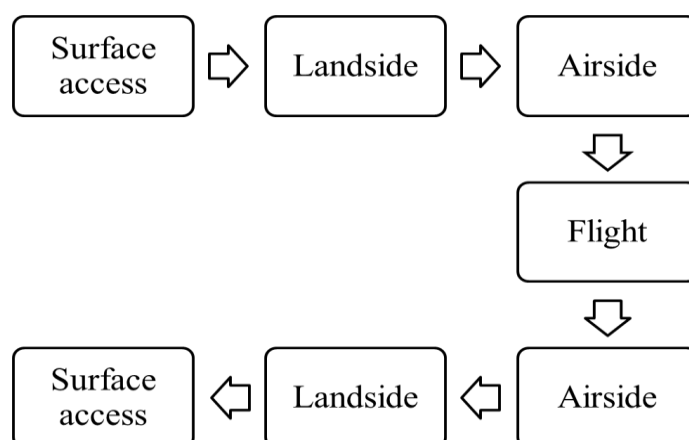 Surface
access
Landside
Airside
Flight
Surface
access
Landside
Airside